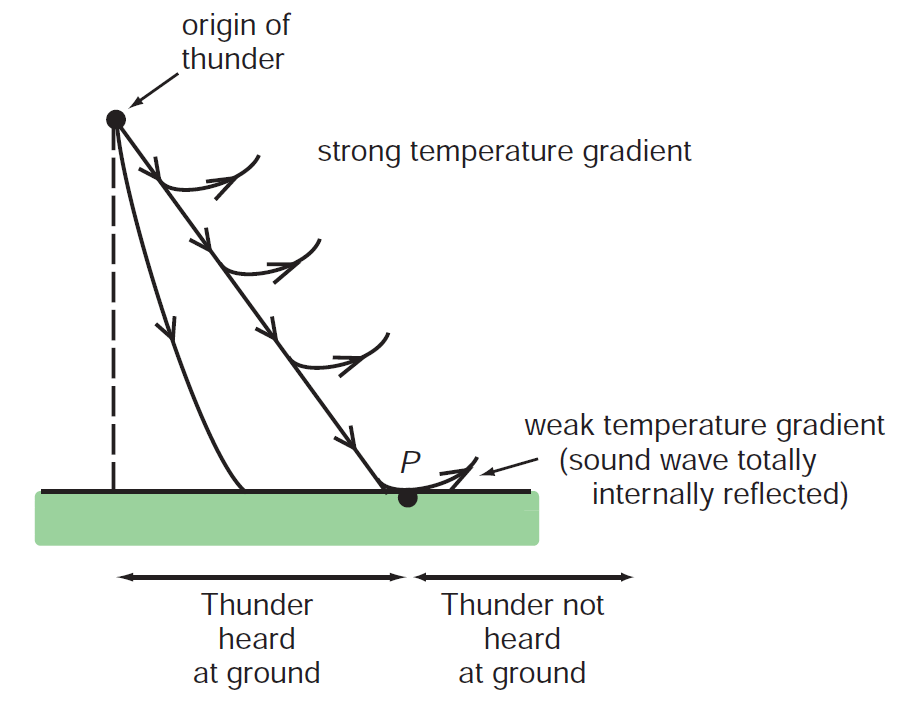 origin of
thunder
strong temperature gradient
weak temperature gradient
(sound wave totally
internally reflected)
P
Thunder
heard
at ground
Thunder not
heard
at ground